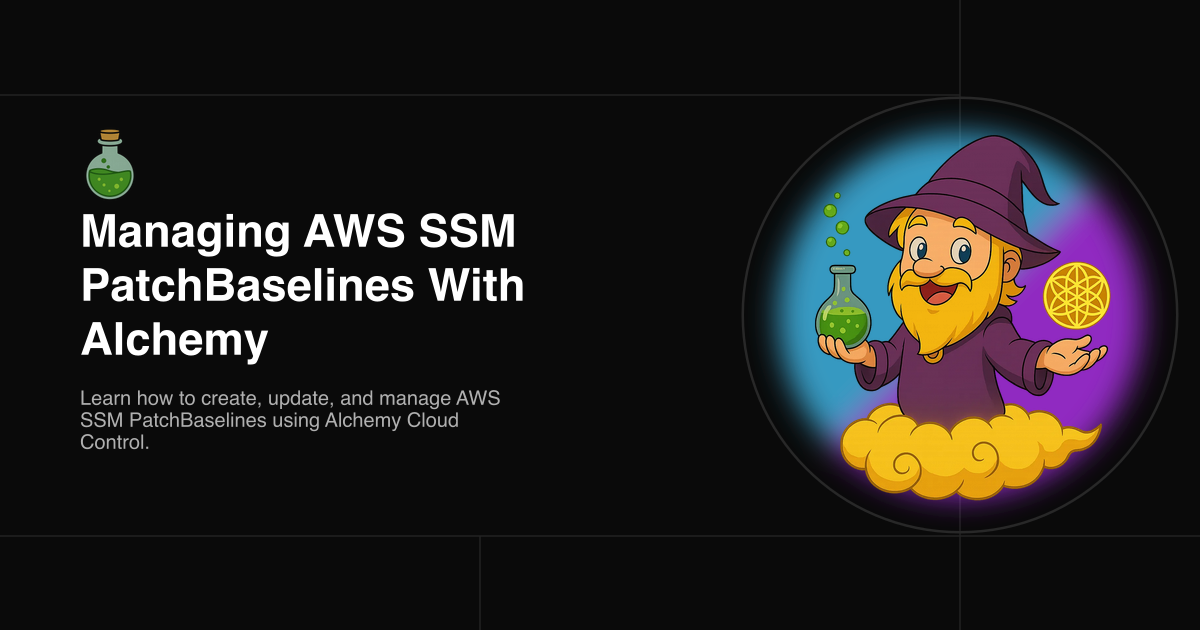 Managing AWS SSM
PatchBaselines With
Alchemy
Learn how to create, update, and manage AWS
SSM PatchBaselines using Alchemy Cloud
Control.